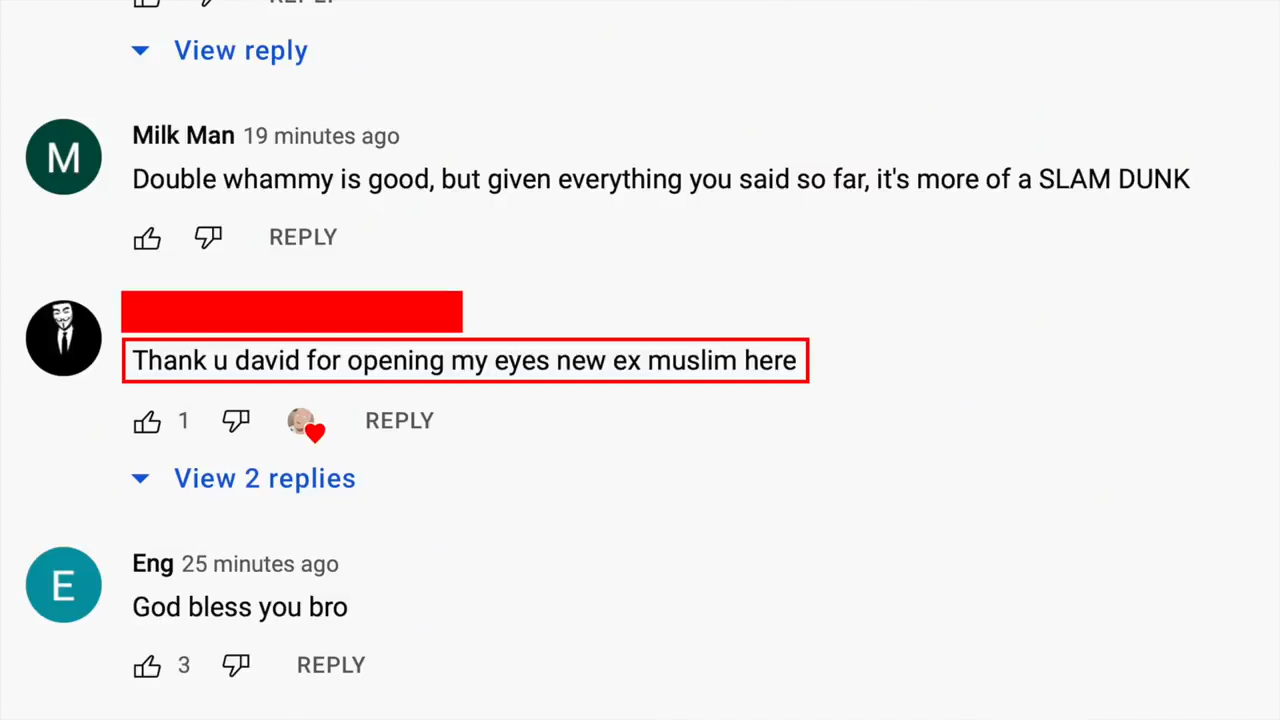 REPLY
View reply
M
Milk Man 19 minutes ago
Double whammy is good, but given everything you said so far, it's more of a SLAM DUNK
REPLY
Thank u david for opening my eyes new ex muslim here
1 REPLY
View 2 replies
E
Eng 25 minutes ago
God bless you bro
3 REPLY